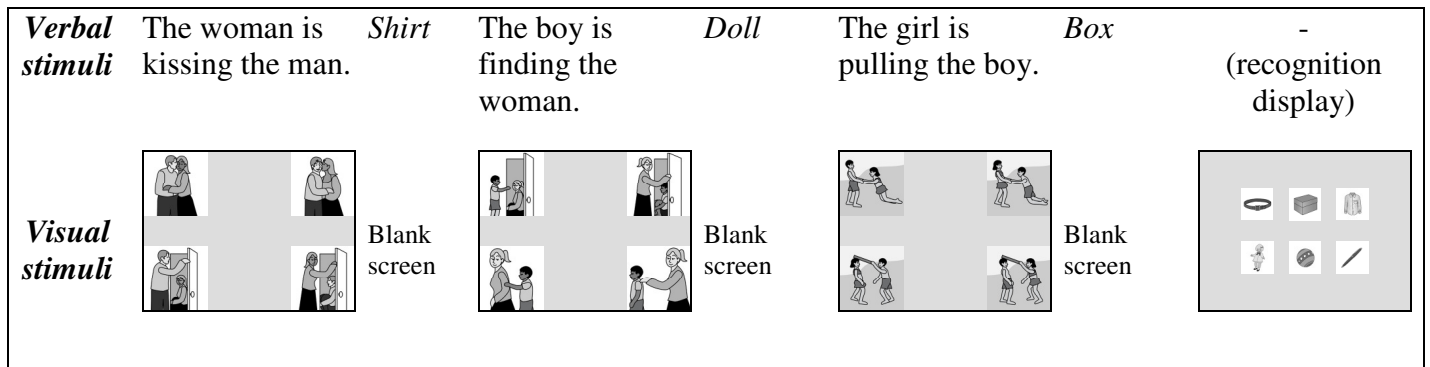 Verbal stimuli
The woman is kissing the man.
Shirt
The boy is finding the woman.
Doll
The girl is pulling the boy.
Box
-
(recognition display)
Visual stimuli
Blank screen
Blank screen
Blank screen